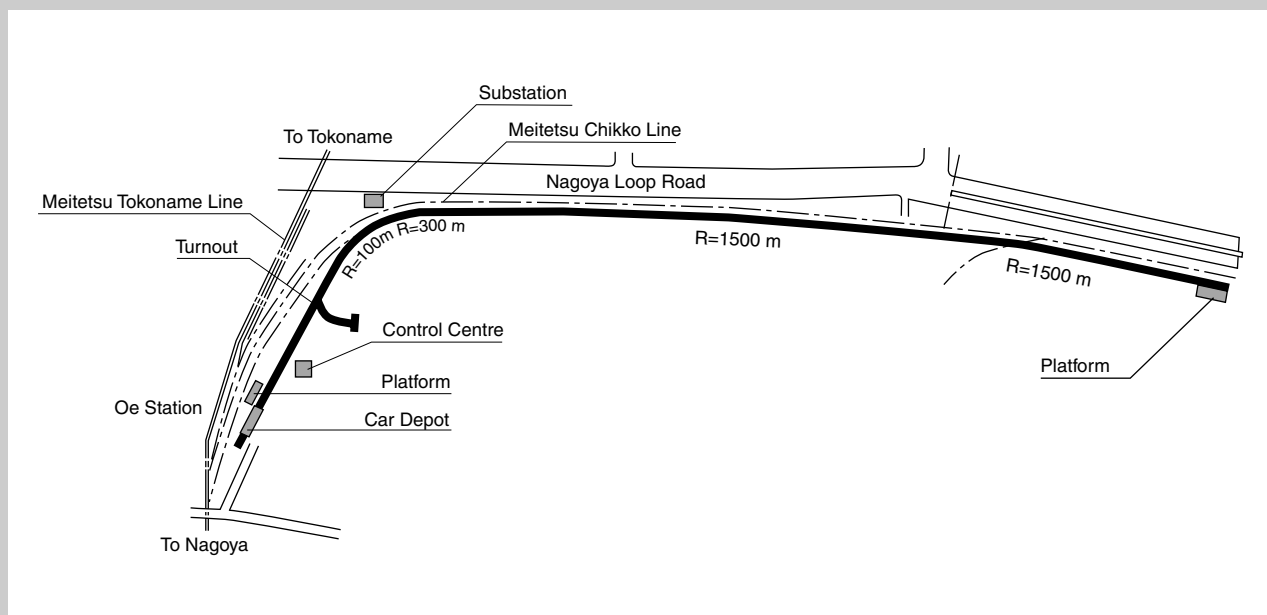 Substation
Meitetsu Chikko Line
To Tokoname
Nagoya Loop Road
Meitetsu Tokoname Line
R=100m
R=300 m
R=1500 m
Turnout
R=1500 m
Control Centre
Platform
Platform
Oe Station
Car Depot
To Nagoya